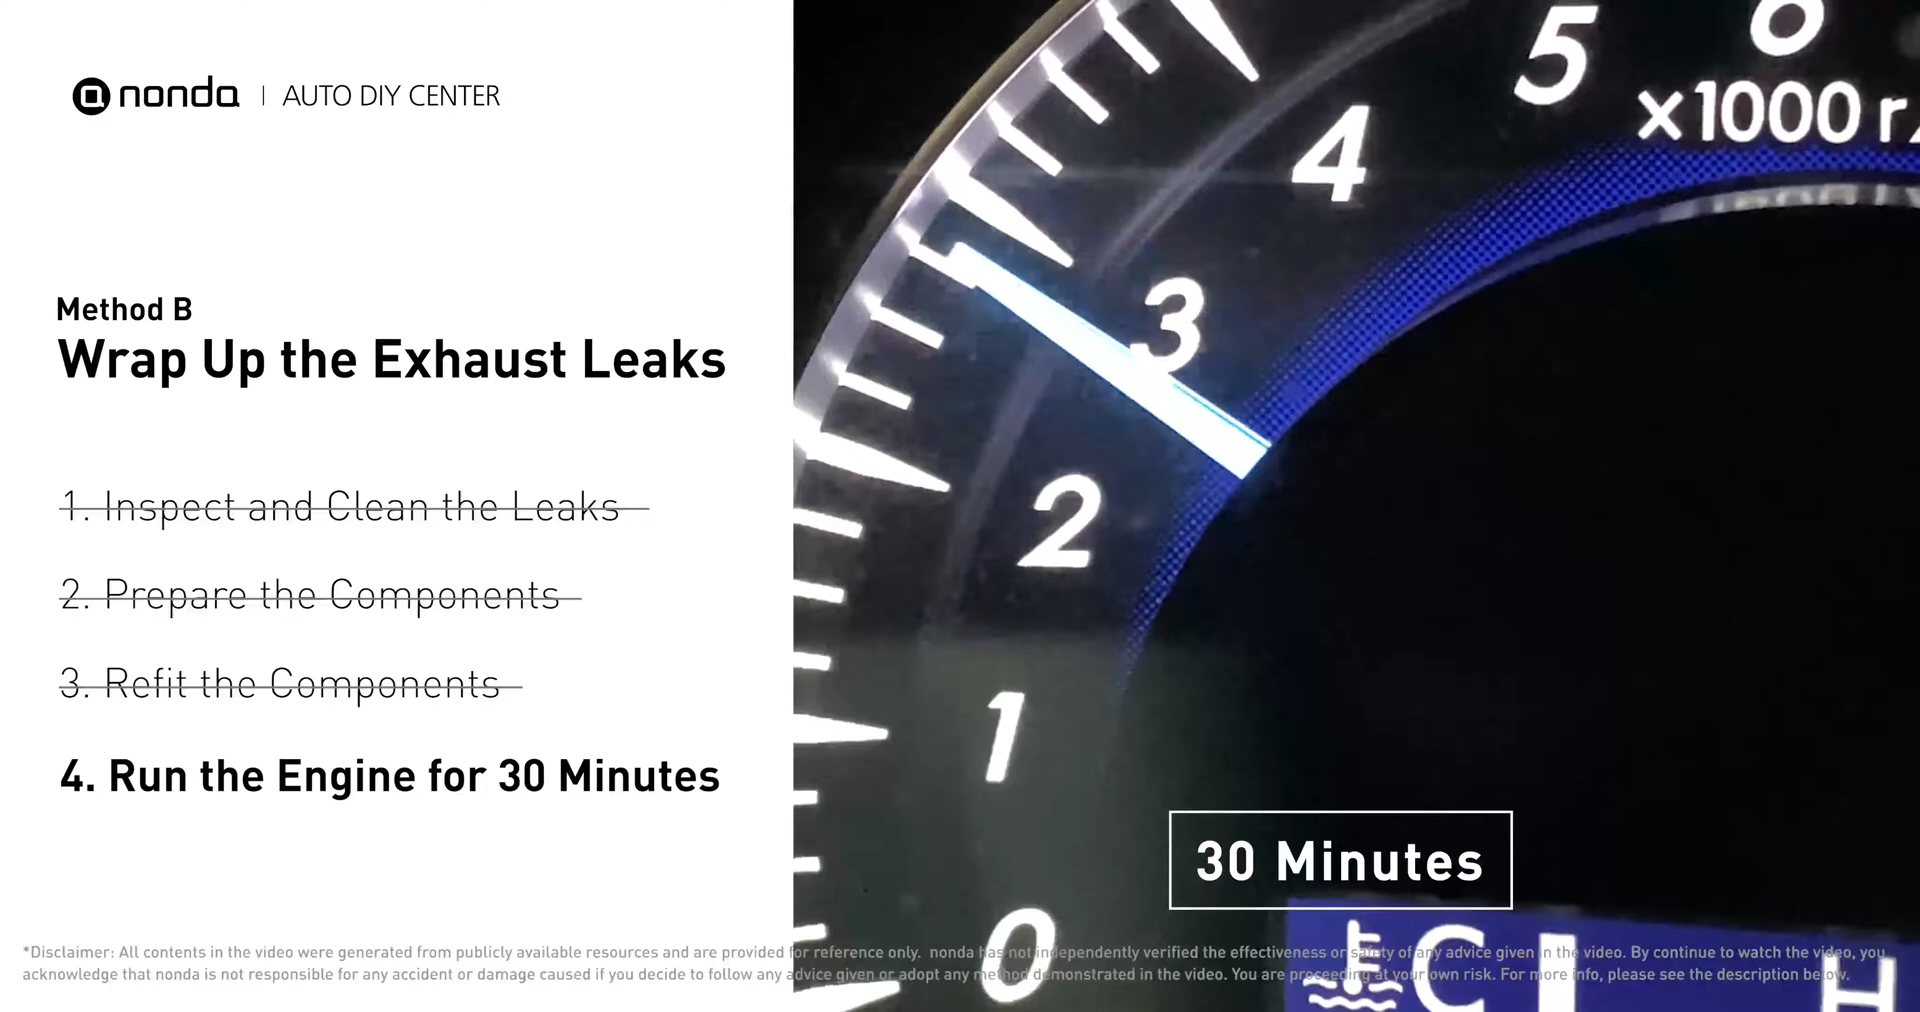 nonda | AUTO DIY CENTER
Method B
Wrap Up the Exhaust Leaks
1. Inspect and Clean the Leaks
2. Prepare the Components
3. Refit the Components
4. Run the Engine for 30 Minutes
6
5
x1000 r/
4
3
2
1
0
30 Minutes
C
H
*Disclaimer: All contents in the video were generated from publicly available resources and are provided for reference only. nonda has not independently verified the effectiveness or safety of any advice given in the video. By continue to watch the video, you
acknowledge that nonda is not responsible for any accident or damage caused if you decide to follow any advice given or adopt any method demonstrated in the video. You are proceeding at your own risk. For more info, please see the description below.